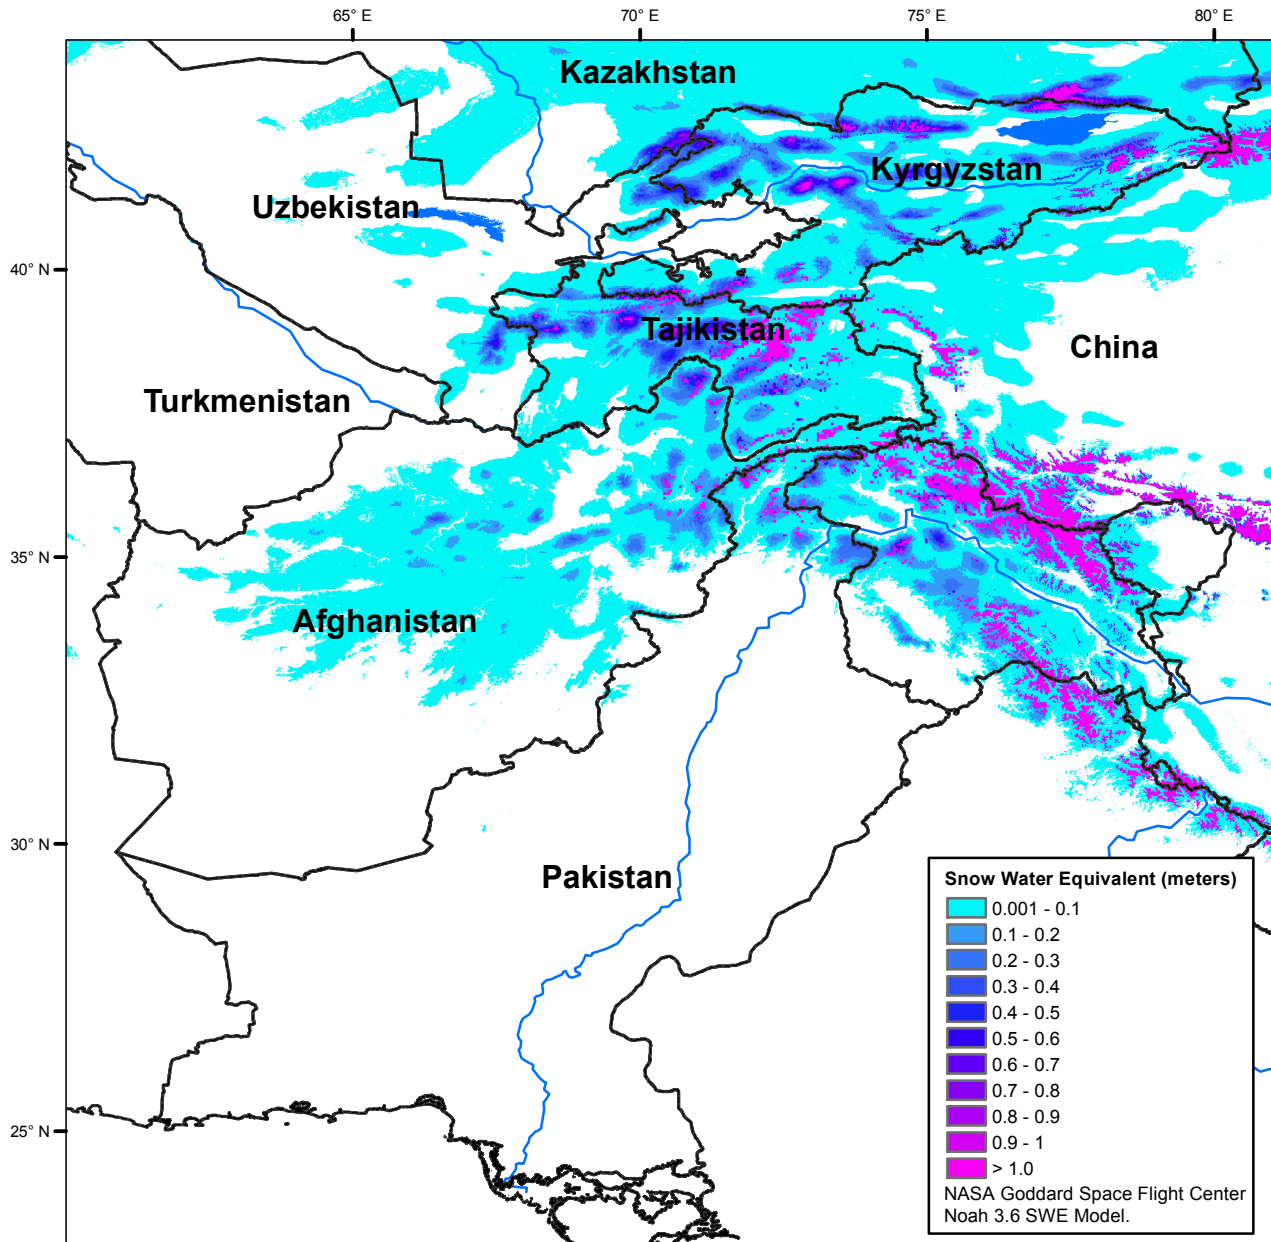 65° E
70° E
75° E
80° E
Kazakhstan
Kyrgyzstan
Uzbekistan
40° N
Tajikistan
China
Turkmenistan
35° N
Afghanistan
30° N
Pakistan
25° N
Snow Water Equivalent (meters)
0.001 - 0.1
0.1 - 0.2
0.2 - 0.3
0.3 - 0.4
0.4 - 0.5
0.5 - 0.6
0.6 - 0.7
0.7 - 0.8
0.8 - 0.9
0.9 - 1
> 1.0
NASA Goddard Space Flight Center
Noah 3.6 SWE Model.